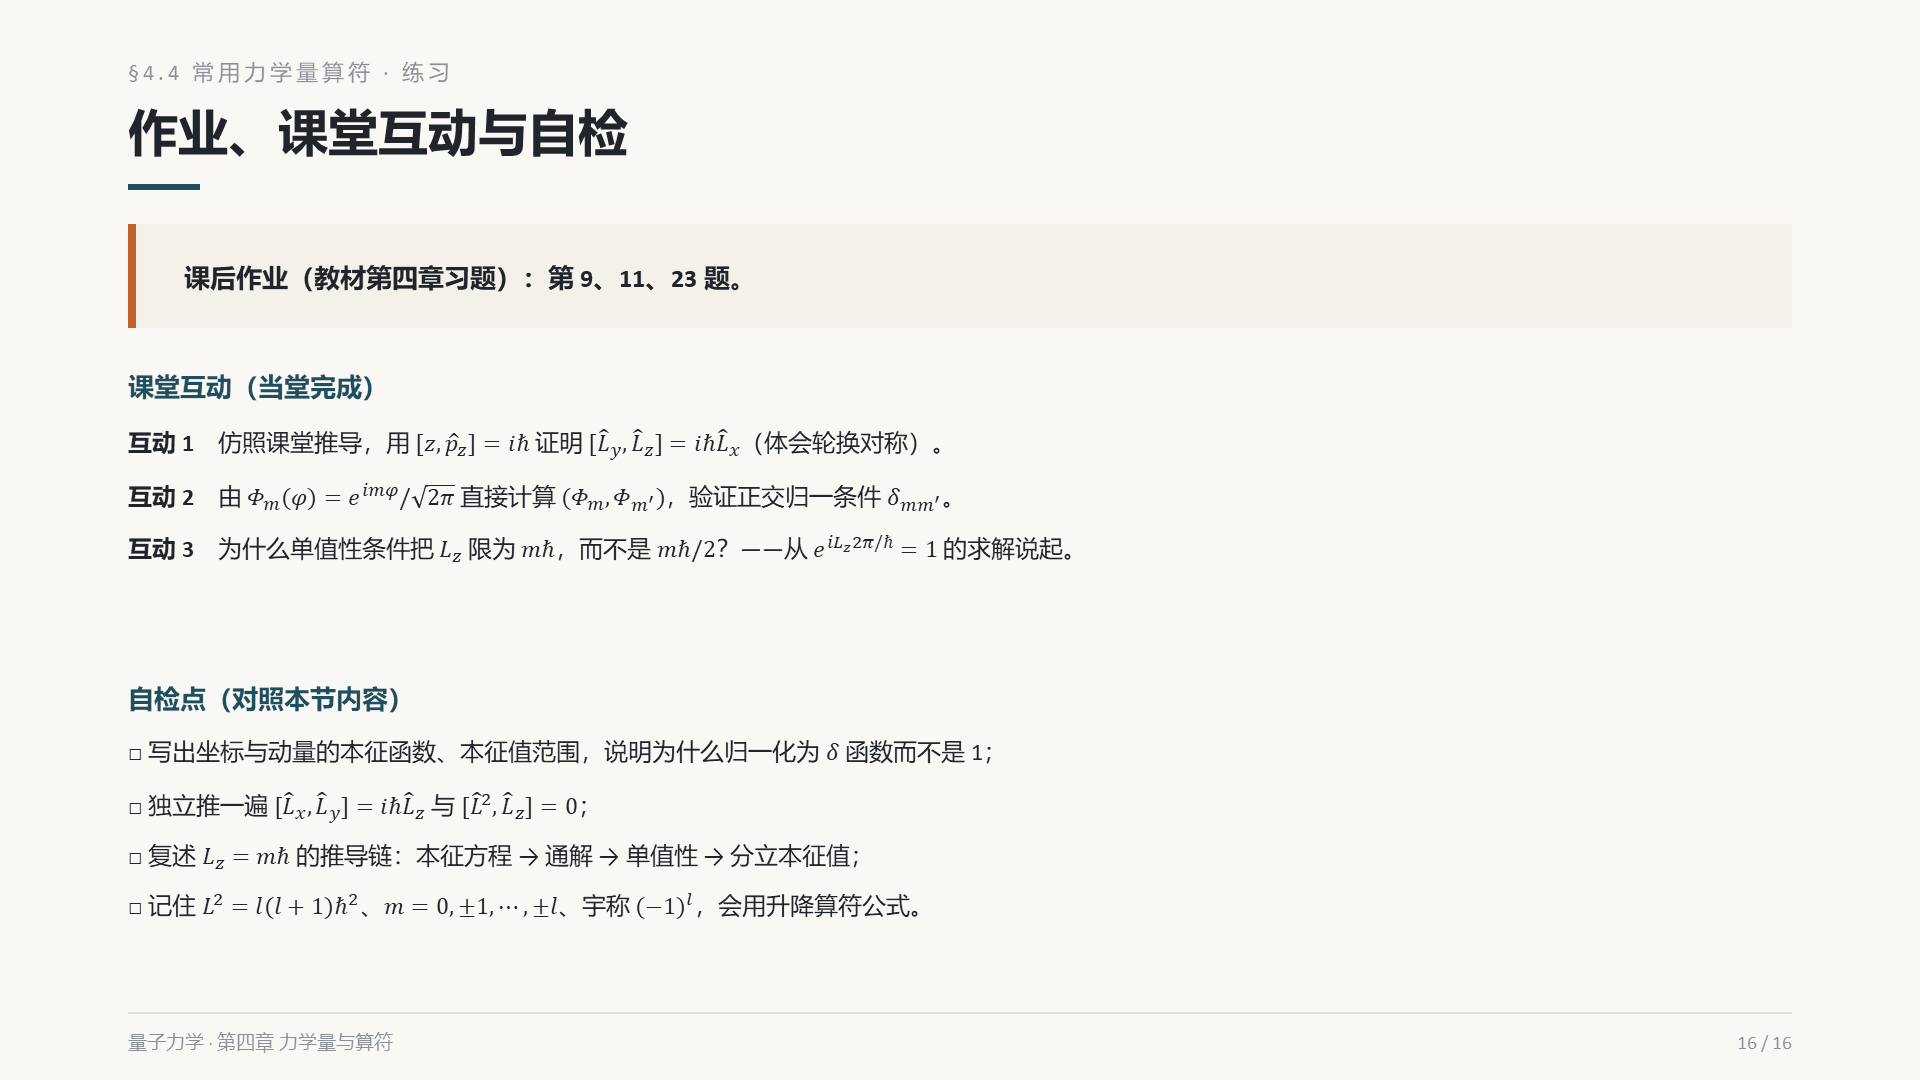 §4.4 常用力学量算符 · 练习
作业、课堂互动与自检
课后作业（教材第四章习题）：第 9、11、23 题。
课堂互动（当堂完成）
互动 1 仿照课堂推导，用 [z, p̂_z] = iħ 证明 [L̂_y, L̂_z] = iħL̂_x（体会轮换对称）。
互动 2 由 Φ_m(φ) = e^{imφ}/√(2π) 直接计算 (Φ_m, Φ_{m′})，验证正交归一条件 δ_{mm′}。
互动 3 为什么单值性条件把 L_z 限为 mħ，而不是 mħ/2？——从 e^{iL_z2π/ħ} = 1 的求解说起。
自检点（对照本节内容）
□ 写出坐标与动量的本征函数、本征值范围，说明为什么归一化为 δ 函数而不是 1；
□ 独立推一遍 [L̂_x, L̂_y] = iħL̂_z 与 [L̂², L̂_z] = 0；
□ 复述 L_z = mħ 的推导链：本征方程 → 通解 → 单值性 → 分立本征值；
□ 记住 L² = l(l + 1)ħ²、m = 0, ±1, ⋯, ±l、宇称 (−1)^l，会用升降算符公式。
量子力学 · 第四章 力学量与算符
16 / 16